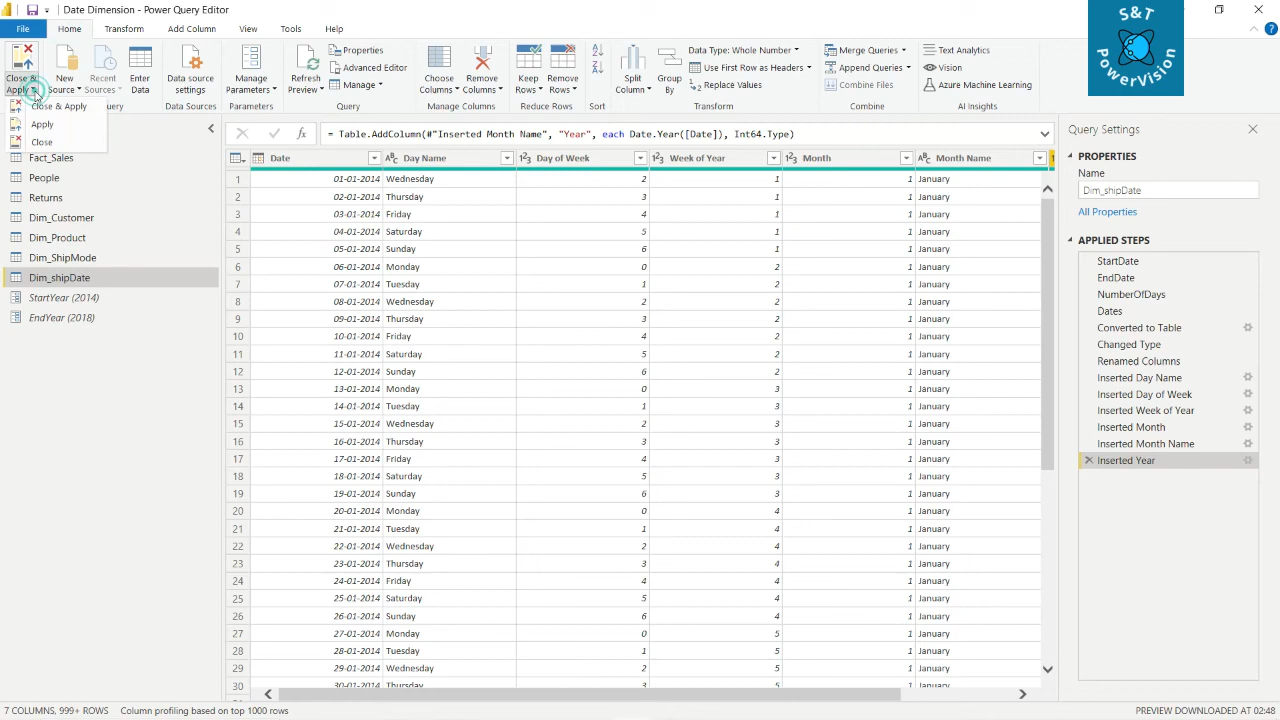 Date Dimension - Power Query Editor
File Home Transform Add Column View Tools Help
Close & Apply
New Source
Recent Sources
Enter Data
Data source settings
Manage Parameters
Refresh Preview
Properties
Advanced Editor
Manage
Choose Columns
Remove Columns
Keep Rows
Remove Rows
Split Column
Group By
Data Type: Whole Number
Use First Row as Headers
Replace Values
Merge Queries
Append Queries
Combine Files
Text Analytics
Vision
Azure Machine Learning
Data Sources Parameters Query Manage Columns Reduce Rows Sort Transform Combine AI Insights
S&T
PowerVision
Close & Apply
Apply
Close
Fact_Sales
People
Returns
Dim_Customer
Dim_Product
Dim_ShipMode
Dim_shipDate
StartYear (2014)
EndYear (2018)
= Table.AddColumn(#"Inserted Month Name", "Year", each Date.Year([Date]), Int64.Type)
Date Day Name Day of Week Week of Year Month Month Name
1 01-01-2014 Wednesday 2 1 1 January
2 02-01-2014 Thursday 3 1 1 January
3 03-01-2014 Friday 4 1 1 January
4 04-01-2014 Saturday 5 1 1 January
5 05-01-2014 Sunday 6 1 1 January
6 06-01-2014 Monday 0 2 1 January
7 07-01-2014 Tuesday 1 2 1 January
8 08-01-2014 Wednesday 2 2 1 January
9 09-01-2014 Thursday 3 2 1 January
10 10-01-2014 Friday 4 2 1 January
11 11-01-2014 Saturday 5 2 1 January
12 12-01-2014 Sunday 6 2 1 January
13 13-01-2014 Monday 0 3 1 January
14 14-01-2014 Tuesday 1 3 1 January
15 15-01-2014 Wednesday 2 3 1 January
16 16-01-2014 Thursday 3 3 1 January
17 17-01-2014 Friday 4 3 1 January
18 18-01-2014 Saturday 5 3 1 January
19 19-01-2014 Sunday 6 3 1 January
20 20-01-2014 Monday 0 4 1 January
21 21-01-2014 Tuesday 1 4 1 January
22 22-01-2014 Wednesday 2 4 1 January
23 23-01-2014 Thursday 3 4 1 January
24 24-01-2014 Friday 4 4 1 January
25 25-01-2014 Saturday 5 4 1 January
26 26-01-2014 Sunday 6 4 1 January
27 27-01-2014 Monday 0 5 1 January
28 28-01-2014 Tuesday 1 5 1 January
29 29-01-2014 Wednesday 2 5 1 January
30 30-01-2014 Thursday 3 5 1 January
Query Settings
PROPERTIES
Name
Dim_shipDate
All Properties
APPLIED STEPS
StartDate
EndDate
NumberOfDays
Dates
Converted to Table
Changed Type
Renamed Columns
Inserted Day Name
Inserted Day of Week
Inserted Week of Year
Inserted Month
Inserted Month Name
Inserted Year
7 COLUMNS, 999+ ROWS Column profiling based on top 1000 rows
PREVIEW DOWNLOADED AT 02:48